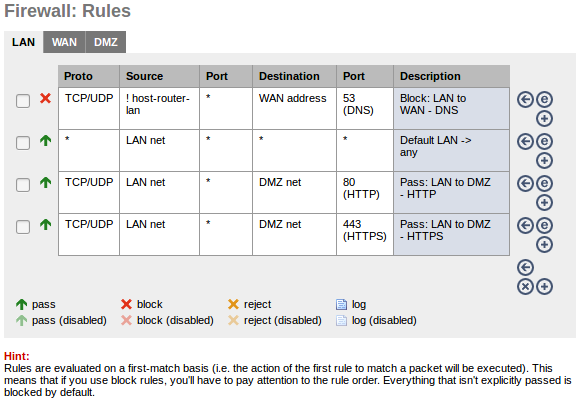 Firewall: Rules
LAN WAN DMZ
Proto Source Port Destination Port Description
TCP/UDP ! host-router-lan * WAN address 53 (DNS) Block: LAN to WAN - DNS
* LAN net * * * Default LAN -> any
TCP/UDP LAN net * DMZ net 80 (HTTP) Pass: LAN to DMZ - HTTP
TCP/UDP LAN net * DMZ net 443 (HTTPS) Pass: LAN to DMZ - HTTPS
pass block reject log
pass (disabled) block (disabled) reject (disabled) log (disabled)
Hint:
Rules are evaluated on a first-match basis (i.e. the action of the first rule to match a packet will be executed). This
means that if you use block rules, you'll have to pay attention to the rule order. Everything that isn't explicitly passed is
blocked by default.